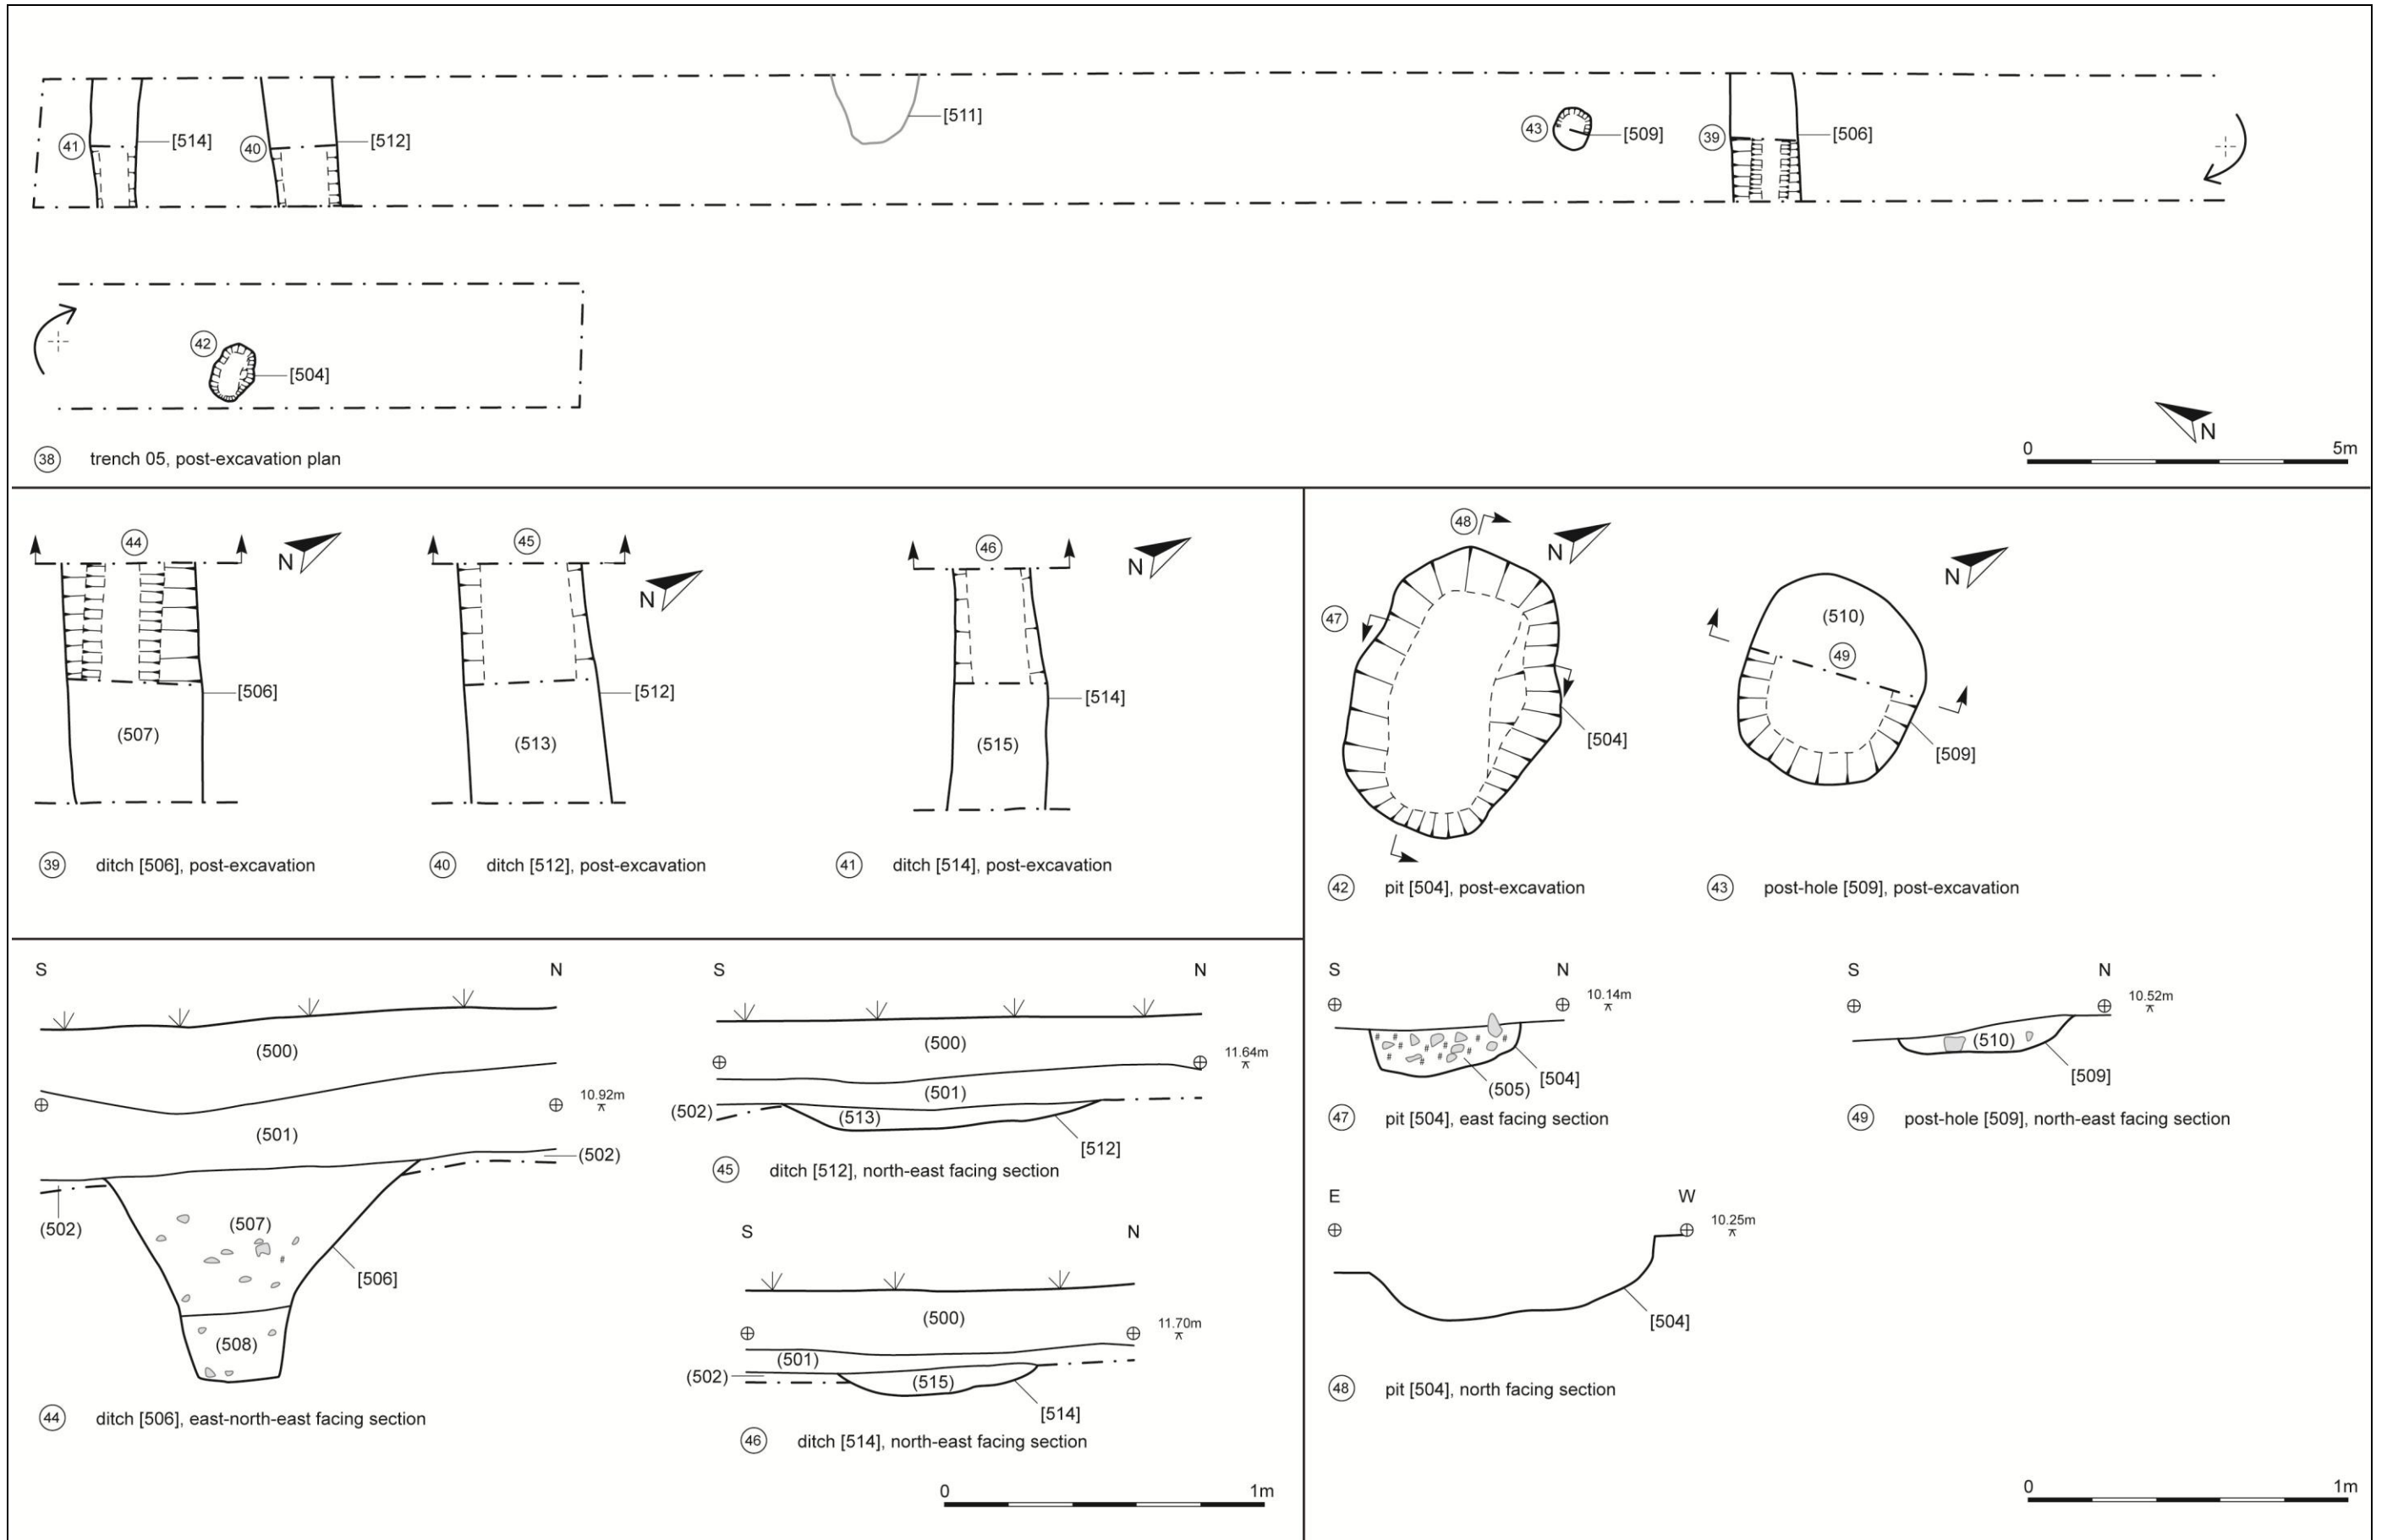 41
[514]
40
[512]
[511]
43
[509]
39
[506]
42
[504]
38 trench 05, post-excavation plan
N
0 5m
44
N
[506]
(507)
39 ditch [506], post-excavation
45
N
[512]
(513)
40 ditch [512], post-excavation
46
N
[514]
(515)
41 ditch [514], post-excavation
48
N
47
[504]
42 pit [504], post-excavation
N
(510)
49
[509]
43 post-hole [509], post-excavation
S N
(500)
10.92m
(501)
(502)
(502)
(507)
[506]
(508)
44 ditch [506], east-north-east facing section
S N
(500)
11.64m
(501)
(502)
(513)
[512]
45 ditch [512], north-east facing section
S N
(500)
11.70m
(501)
(502)
(515)
[514]
46 ditch [514], north-east facing section
0 1m
S N
10.14m
(505)
[504]
47 pit [504], east facing section
S N
10.52m
(510)
[509]
49 post-hole [509], north-east facing section
E W
10.25m
[504]
48 pit [504], north facing section
0 1m